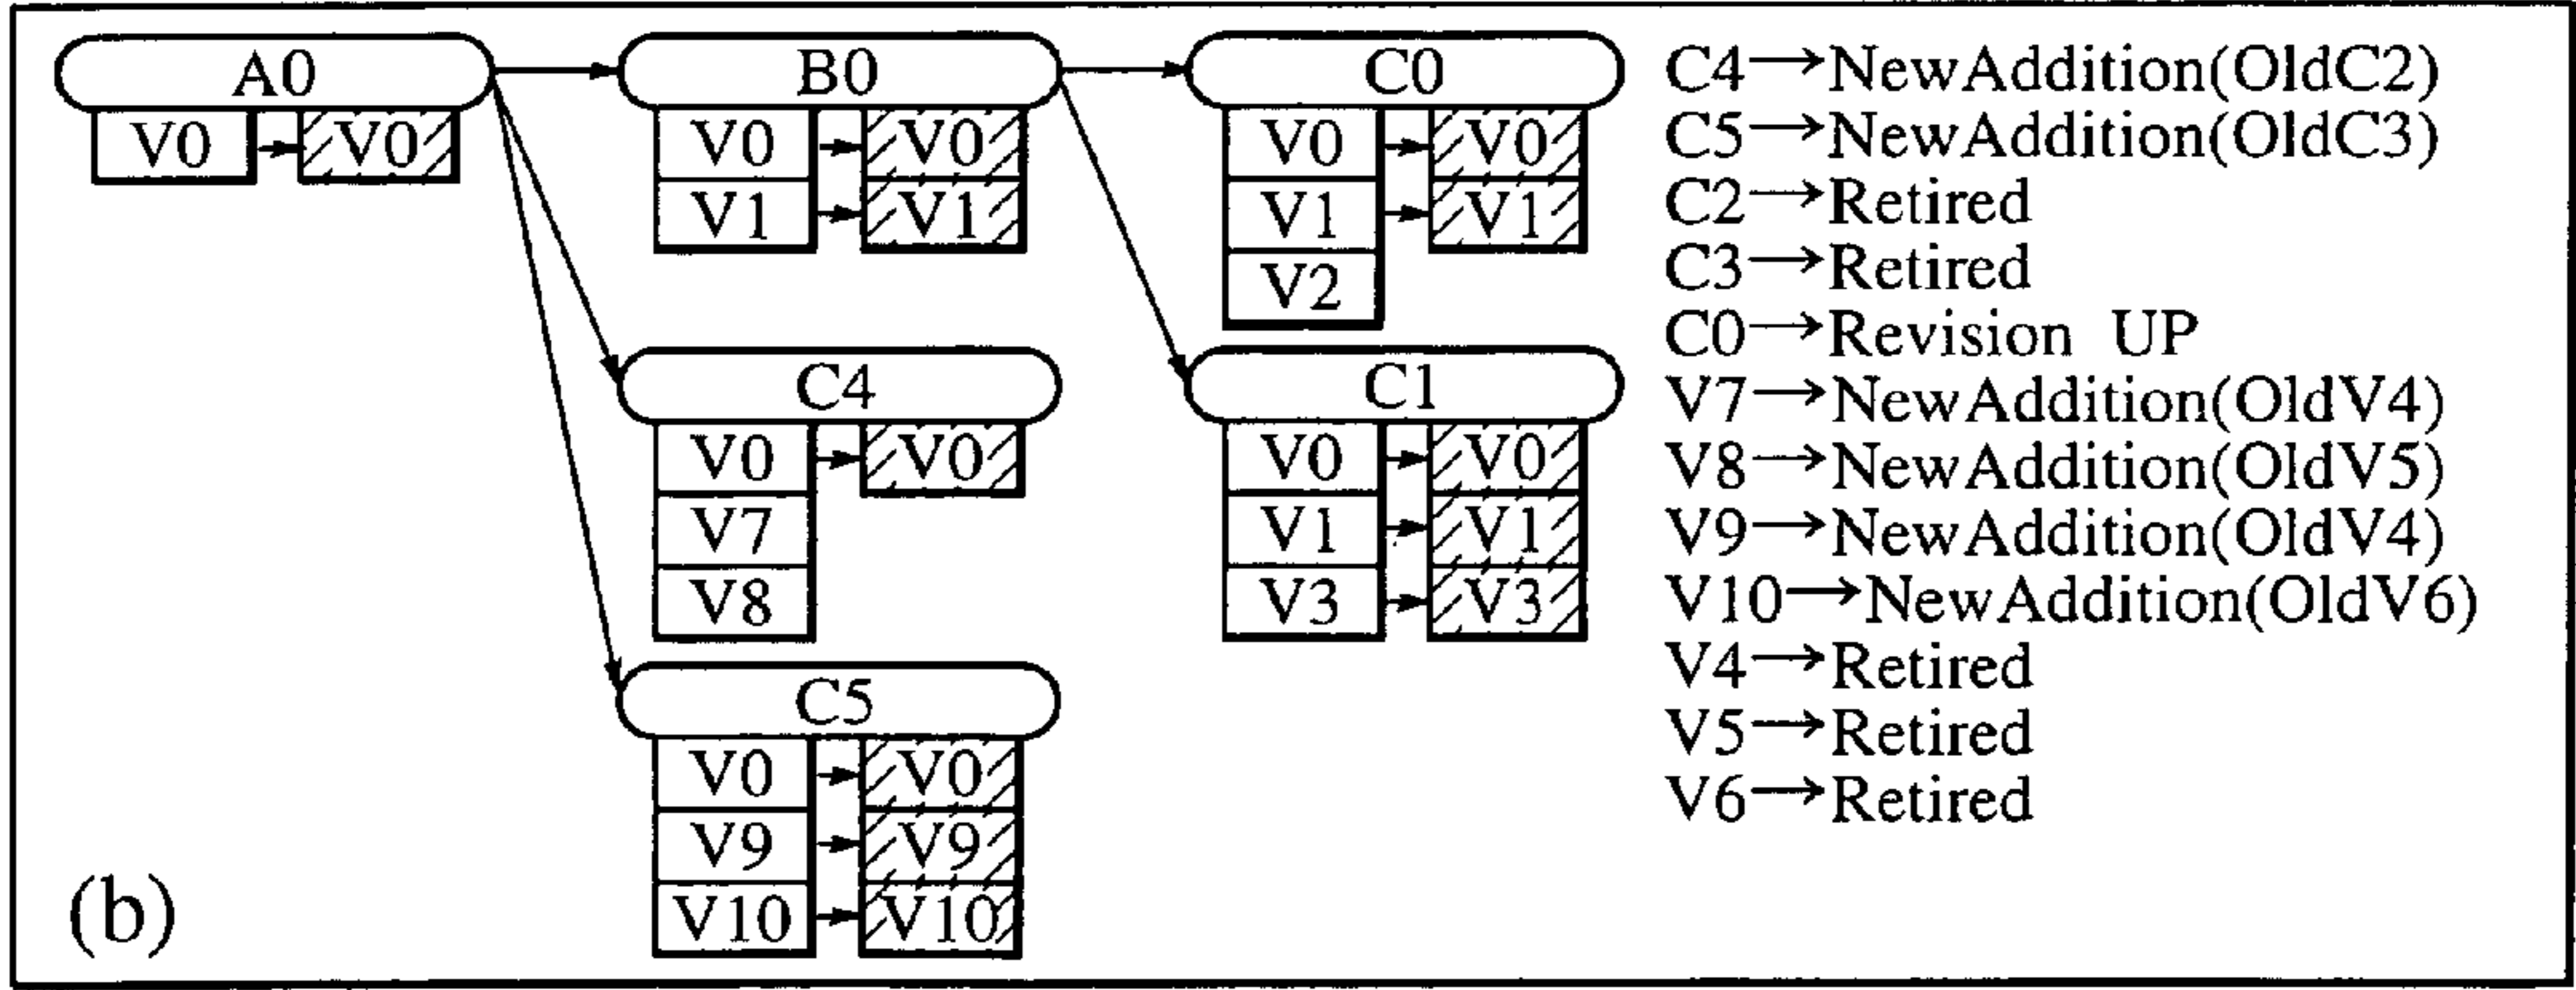 A0
V0 V0
B0
V0 V0
V1 V1
C0
V0 V0
V1 V1
V2
C4
V0 V0
V7
V8
C1
V0 V0
V1 V1
V3 V3
C5
V0 V0
V9 V9
V10 V10
(b)
C4→NewAddition(OldC2)
C5→NewAddition(OldC3)
C2→Retired
C3→Retired
C0→Revision UP
V7→NewAddition(OldV4)
V8→NewAddition(OldV5)
V9→NewAddition(OldV4)
V10→NewAddition(OldV6)
V4→Retired
V5→Retired
V6→Retired